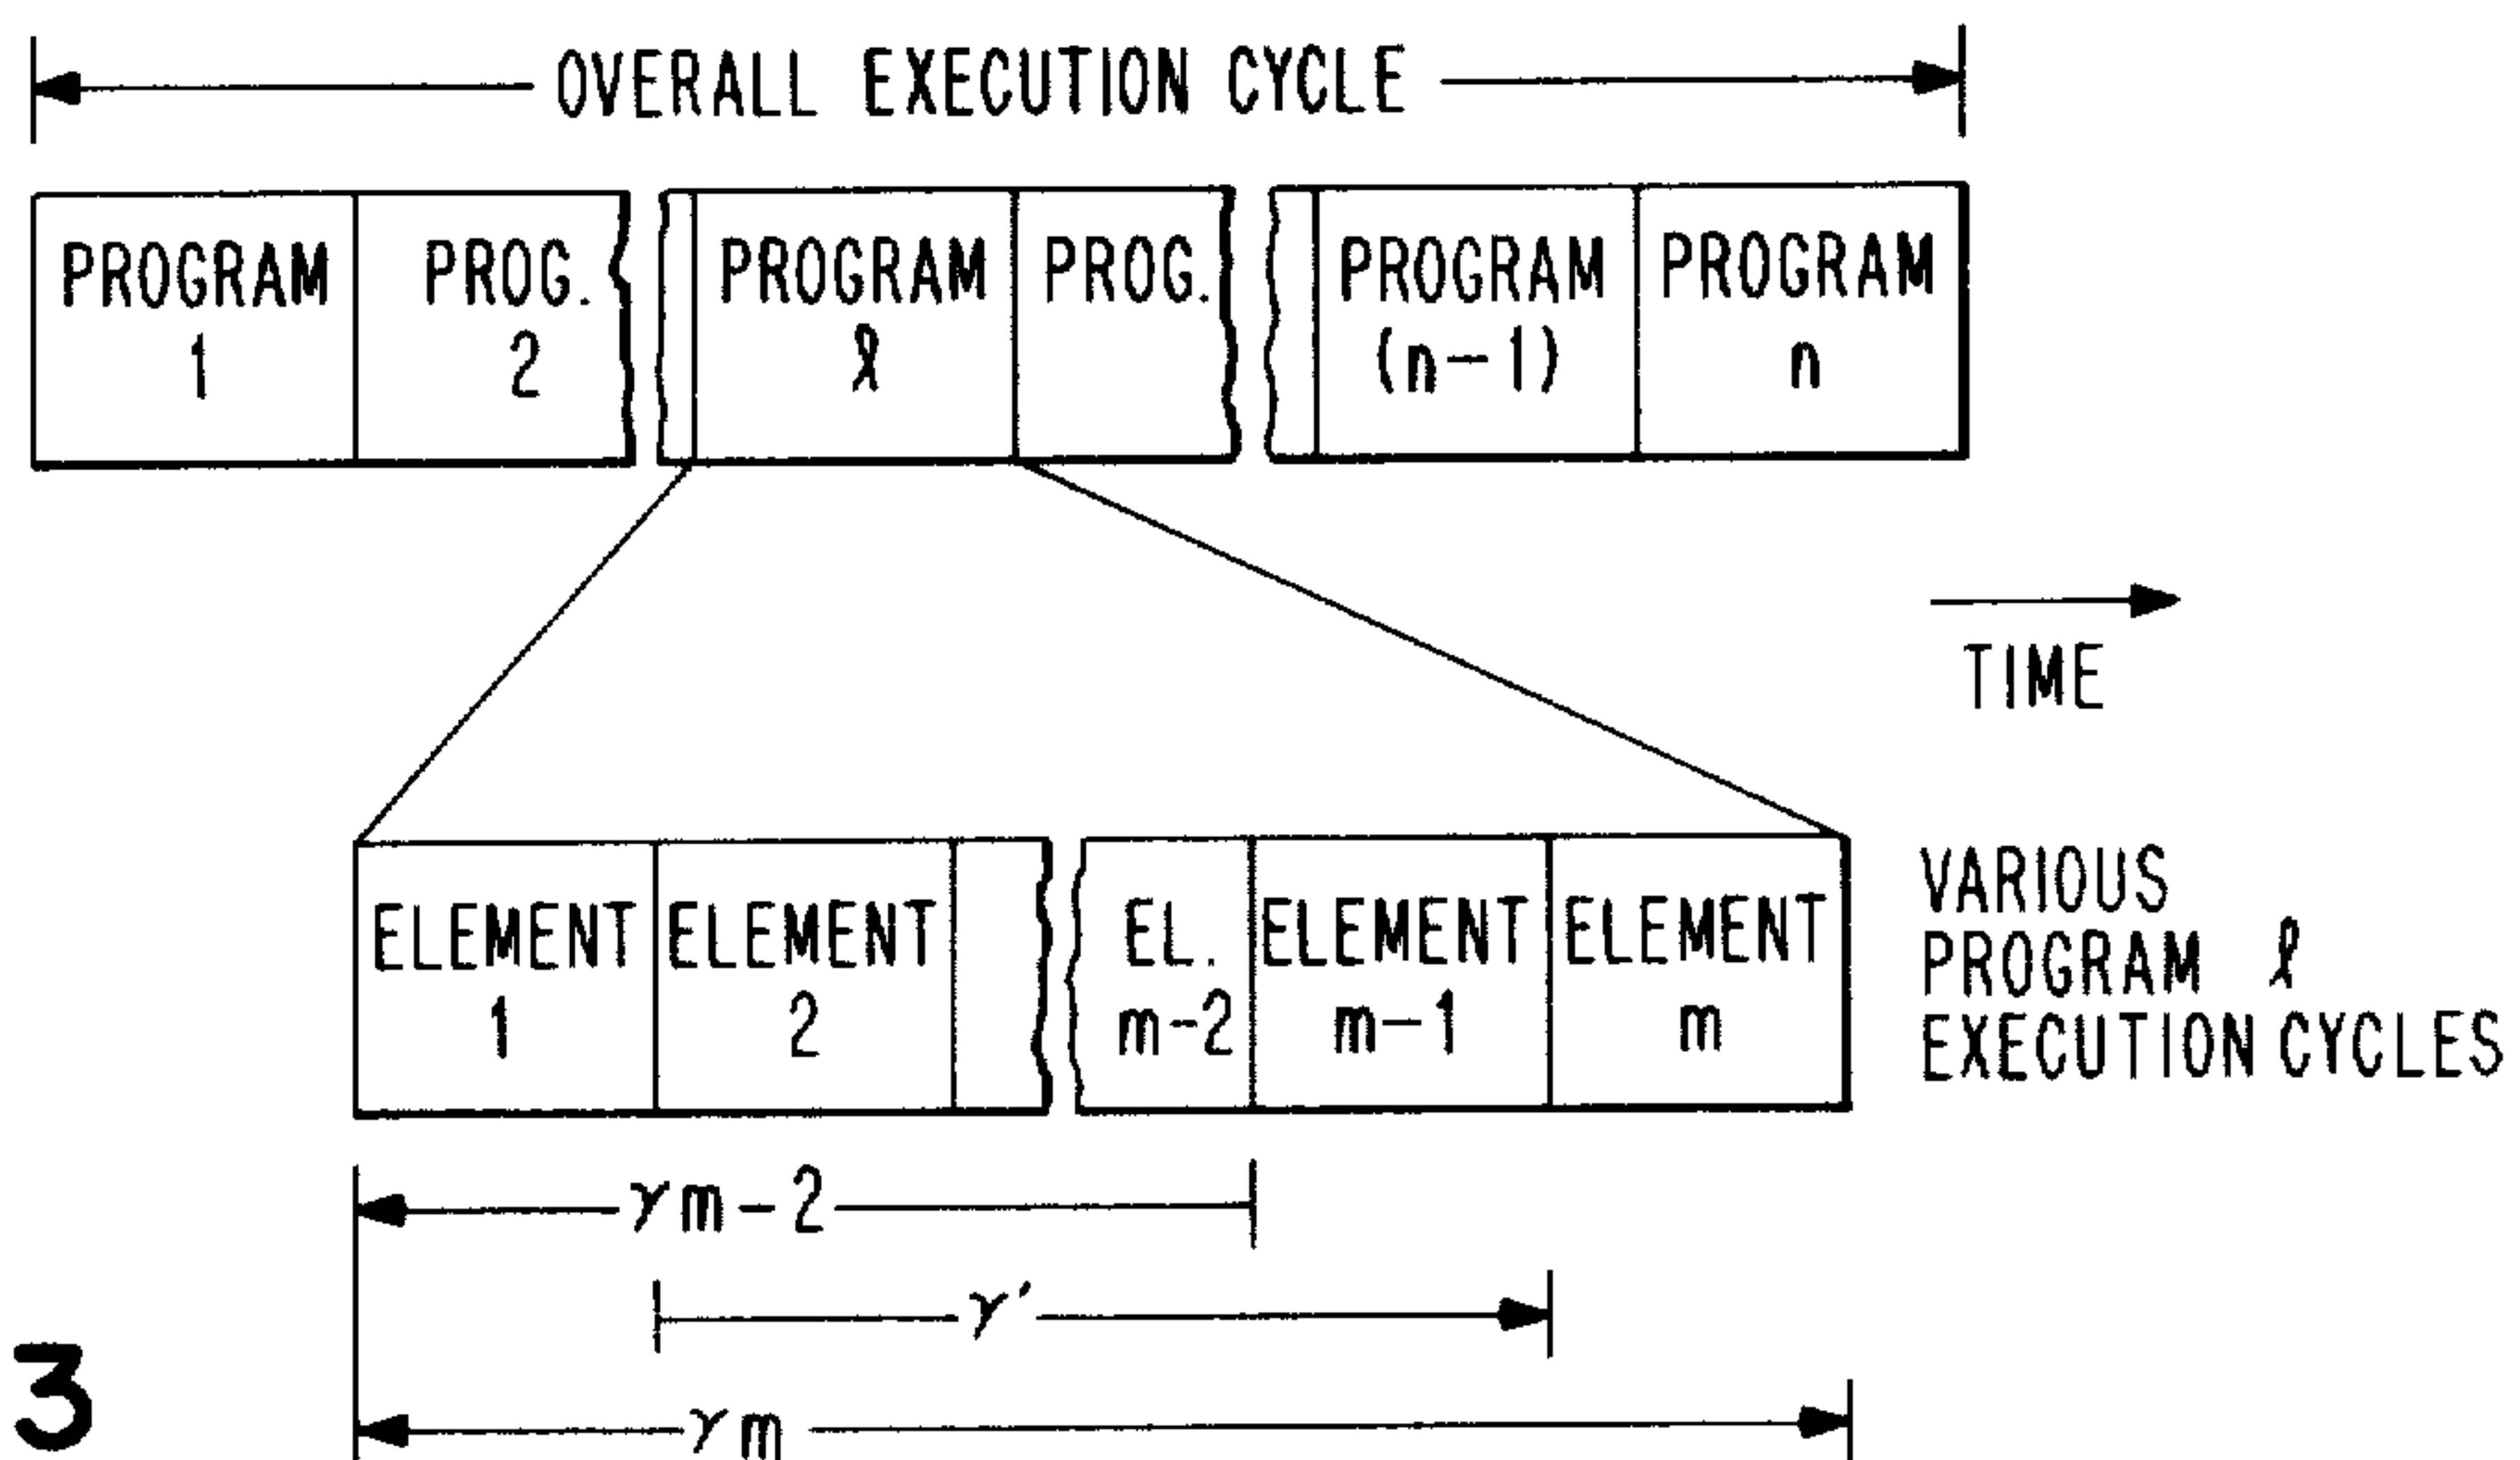 OVERALL EXECUTION CYCLE
PROGRAM 1
PROG. 2
PROGRAM ℓ
PROG.
PROGRAM (n-1)
PROGRAM n
TIME
ELEMENT 1
ELEMENT 2
EL. m-2
ELEMENT m-1
ELEMENT m
VARIOUS
PROGRAM ℓ
EXECUTION CYCLES
γm-2
γ'
γm
3